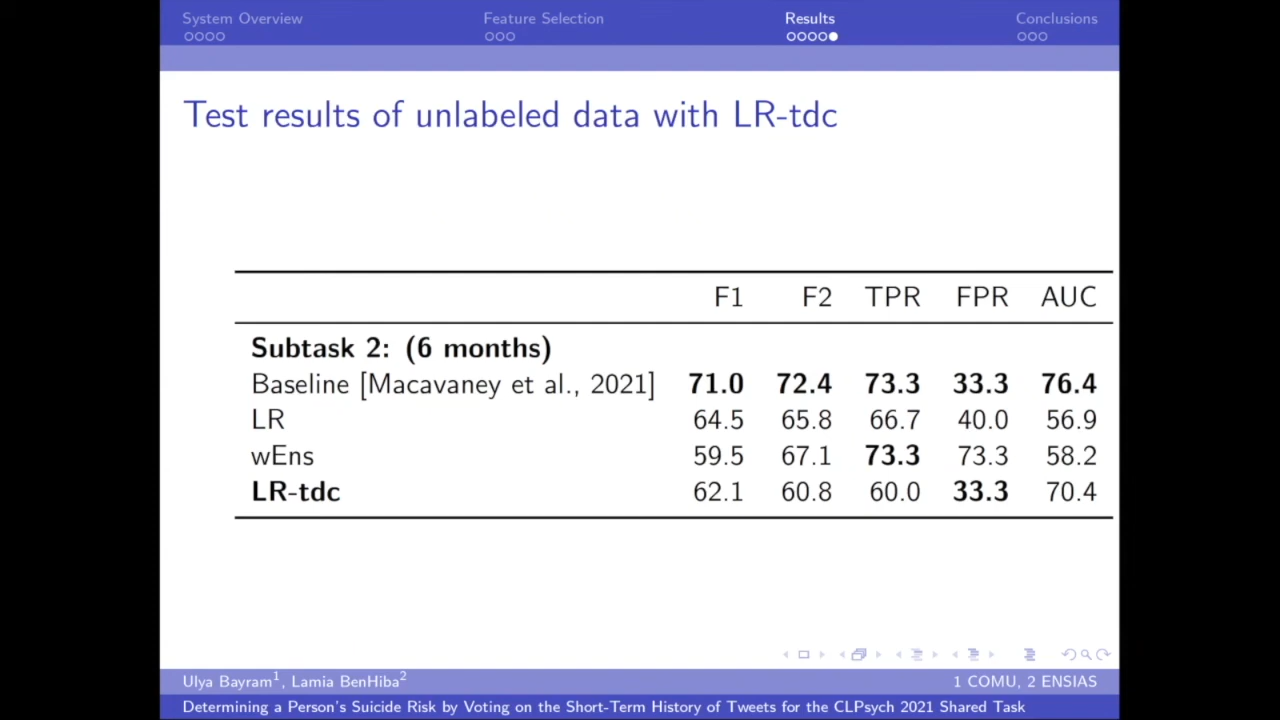 System Overview Feature Selection Results Conclusions
Test results of unlabeled data with LR-tdc
F1 F2 TPR FPR AUC
Subtask 2: (6 months)
Baseline [Macavaney et al., 2021] 71.0 72.4 73.3 33.3 76.4
LR 64.5 65.8 66.7 40.0 56.9
wEns 59.5 67.1 73.3 73.3 58.2
LR-tdc 62.1 60.8 60.0 33.3 70.4
Ulya Bayram1, Lamia BenHiba2 1 COMU, 2 ENSIAS
Determining a Person's Suicide Risk by Voting on the Short-Term History of Tweets for the CLPsych 2021 Shared Task